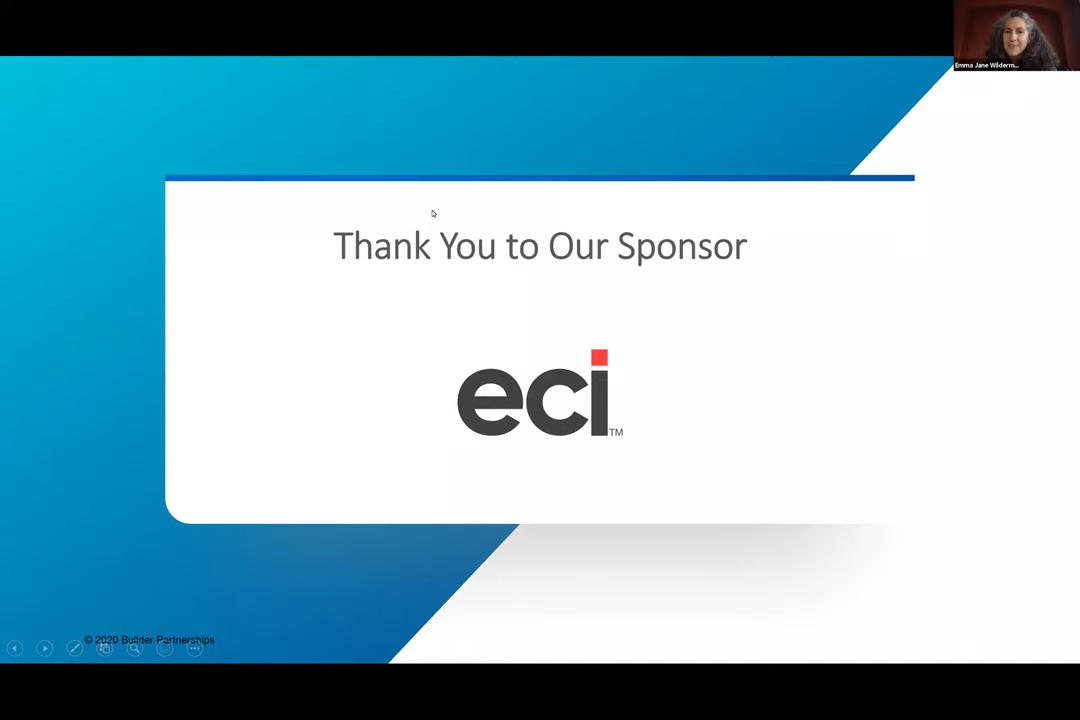 Emma Jane Wilderm...
Thank You to Our Sponsor
eci
TM
© 2020 Builder Partnerships